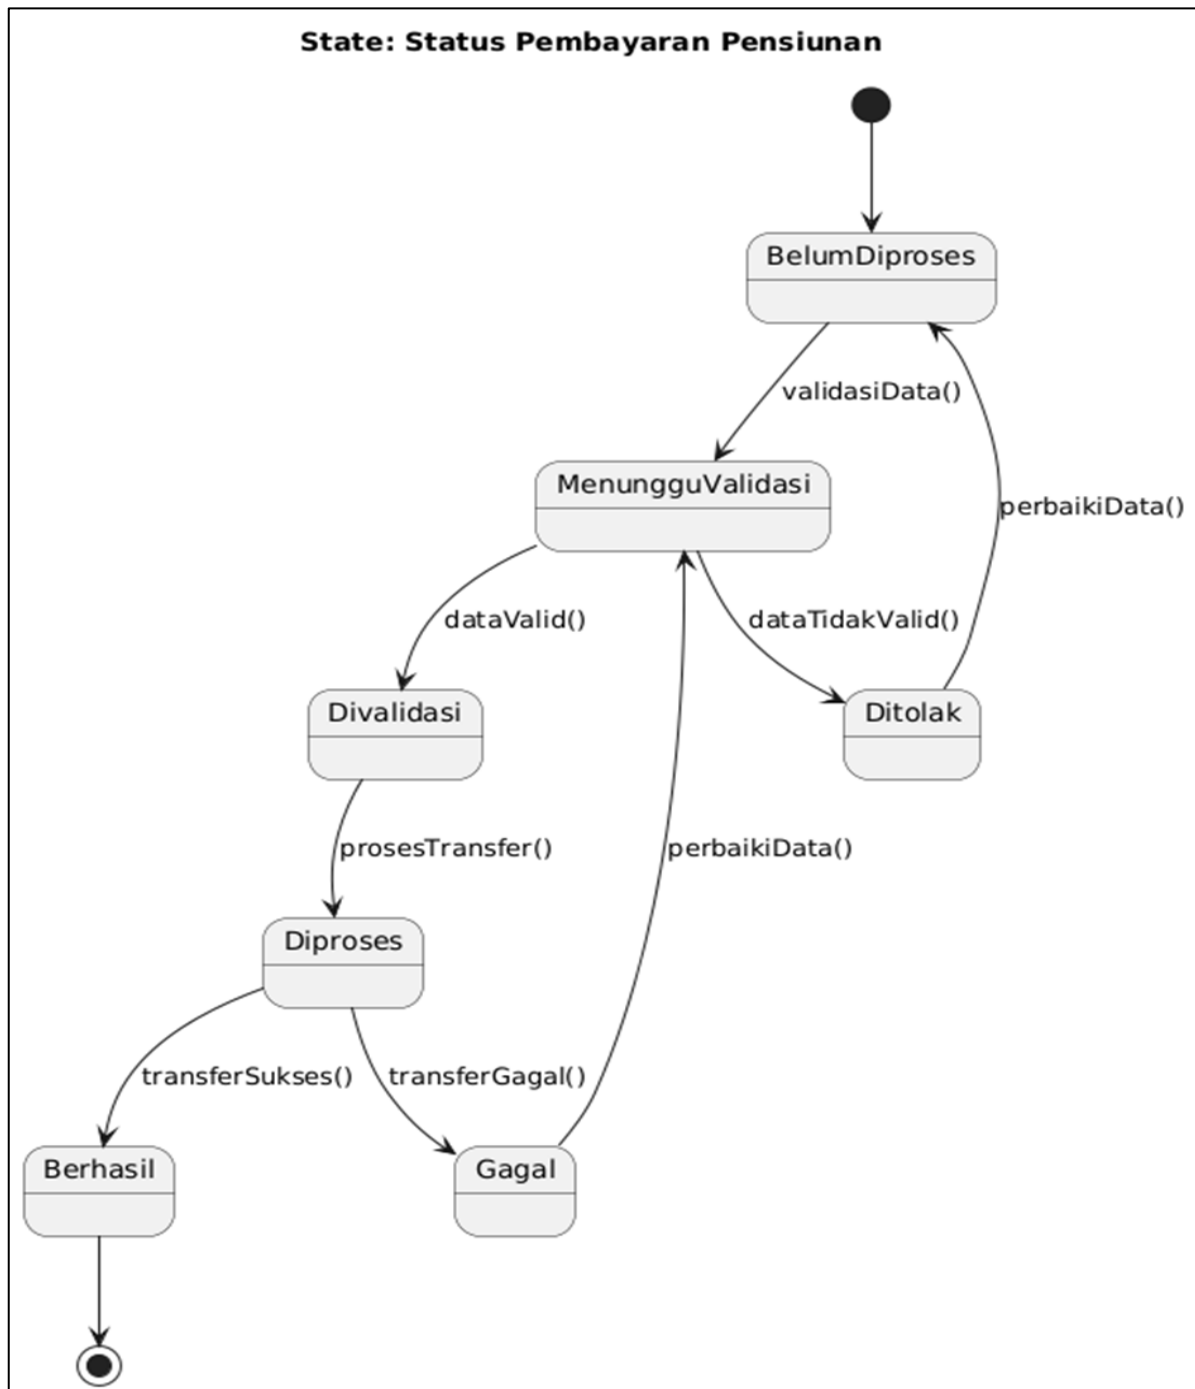 State: Status Pembayaran Pensiunan
BelumDiproses
validasiData()
MenungguValidasi
perbaikiData()
dataValid()
dataTidakValid()
Divalidasi
Ditolak
prosesTransfer()
perbaikiData()
Diproses
transferSukses()
transferGagal()
Berhasil
Gagal